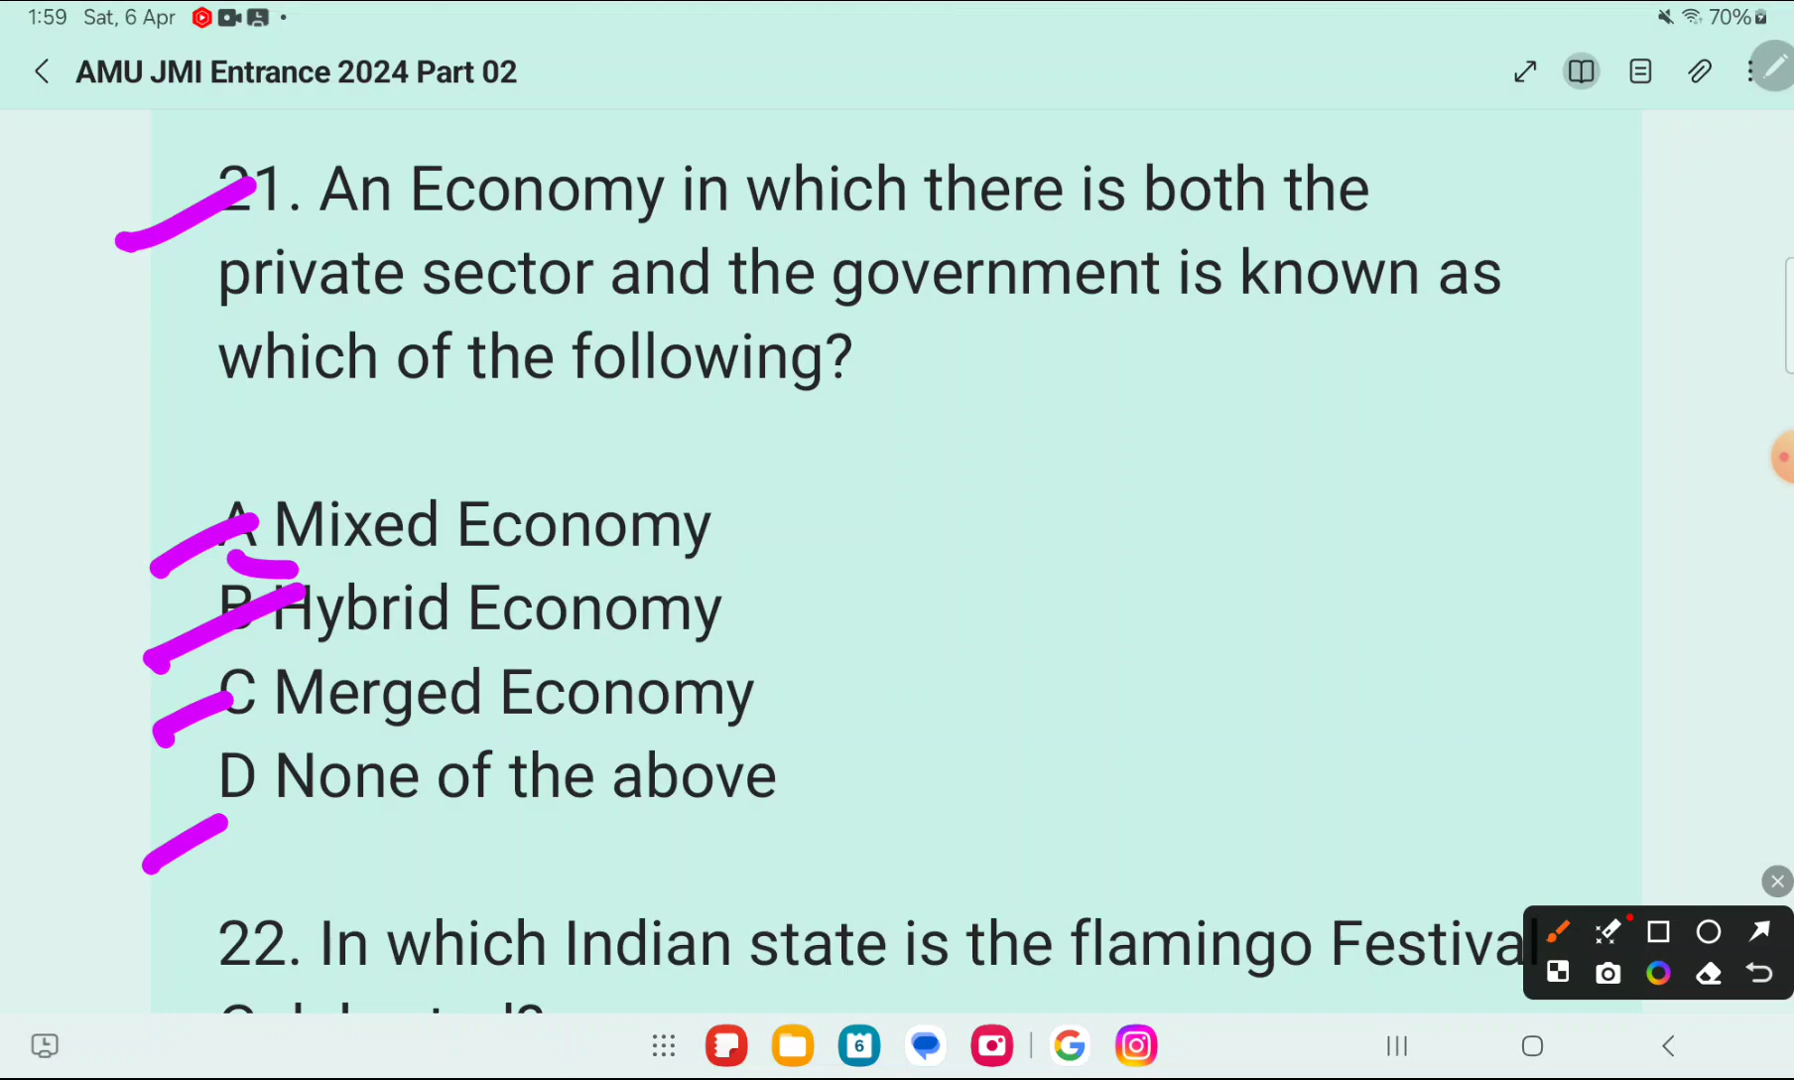 1:59 Sat, 6 Apr
70%
AMU JMI Entrance 2024 Part 02
21. An Economy in which there is both the
private sector and the government is known as
which of the following?
A Mixed Economy
B Hybrid Economy
C Merged Economy
D None of the above
22. In which Indian state is the flamingo Festival
6